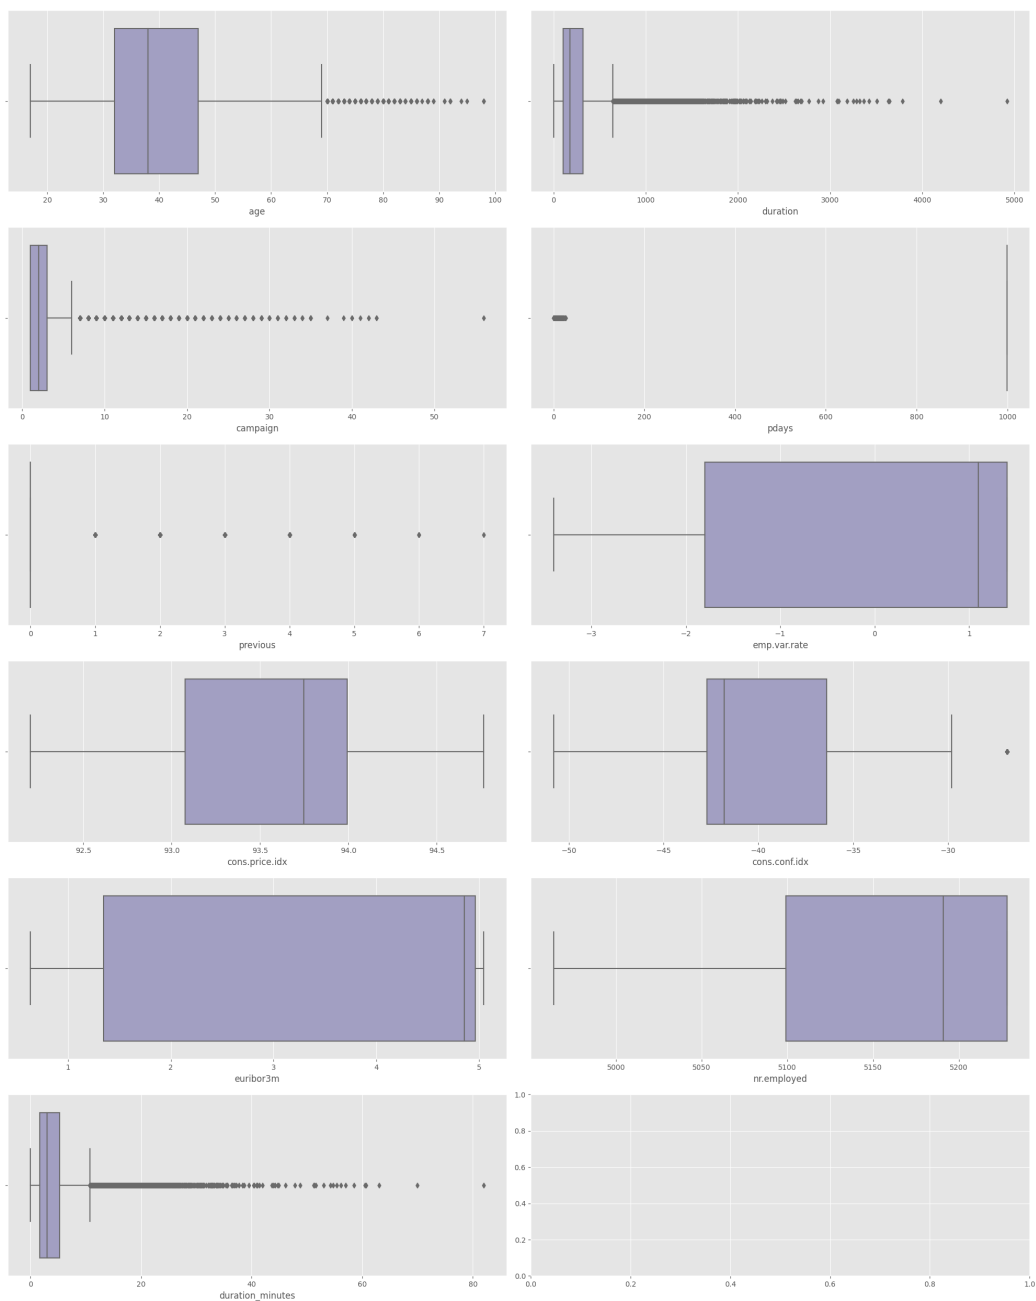 20 30 40 50 60 70 80 90 100
age
0 1000 2000 3000 4000 5000
duration
0 10 20 30 40 50
campaign
0 200 400 600 800 1000
pdays
0 1 2 3 4 5 6 7
previous
−3 −2 −1 0 1
emp.var.rate
92.5 93.0 93.5 94.0 94.5
cons.price.idx
−50 −45 −40 −35 −30
cons.conf.idx
1 2 3 4 5
euribor3m
5000 5050 5100 5150 5200
nr.employed
0 20 40 60 80
duration_minutes
1.0
0.8
0.6
0.4
0.2
0.0
0.0 0.2 0.4 0.6 0.8 1.0